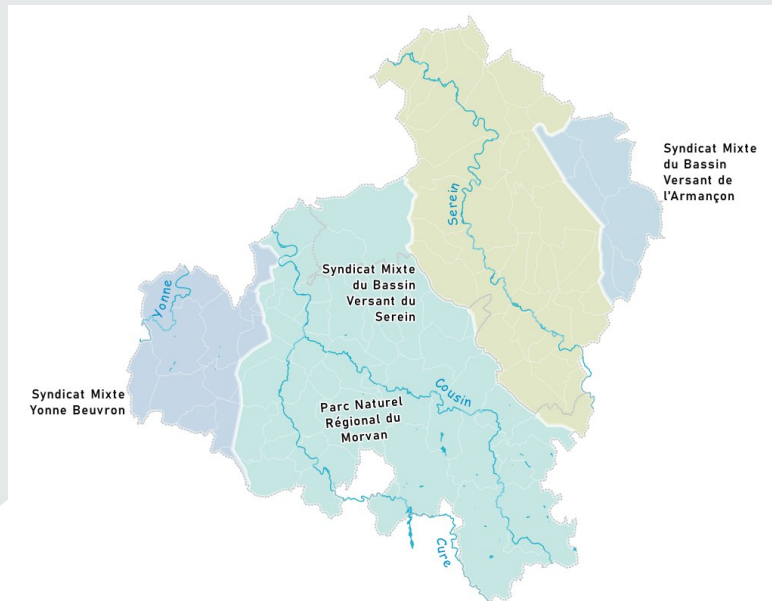 Syndicat Mixte
du Bassin
Versant de
l'Armançon
Serein
Syndicat Mixte
du Bassin
Versant du
Serein
Yonne
Syndicat Mixte
Yonne Beuvron
Cousin
Parc Naturel
Régional du
Morvan
Cure